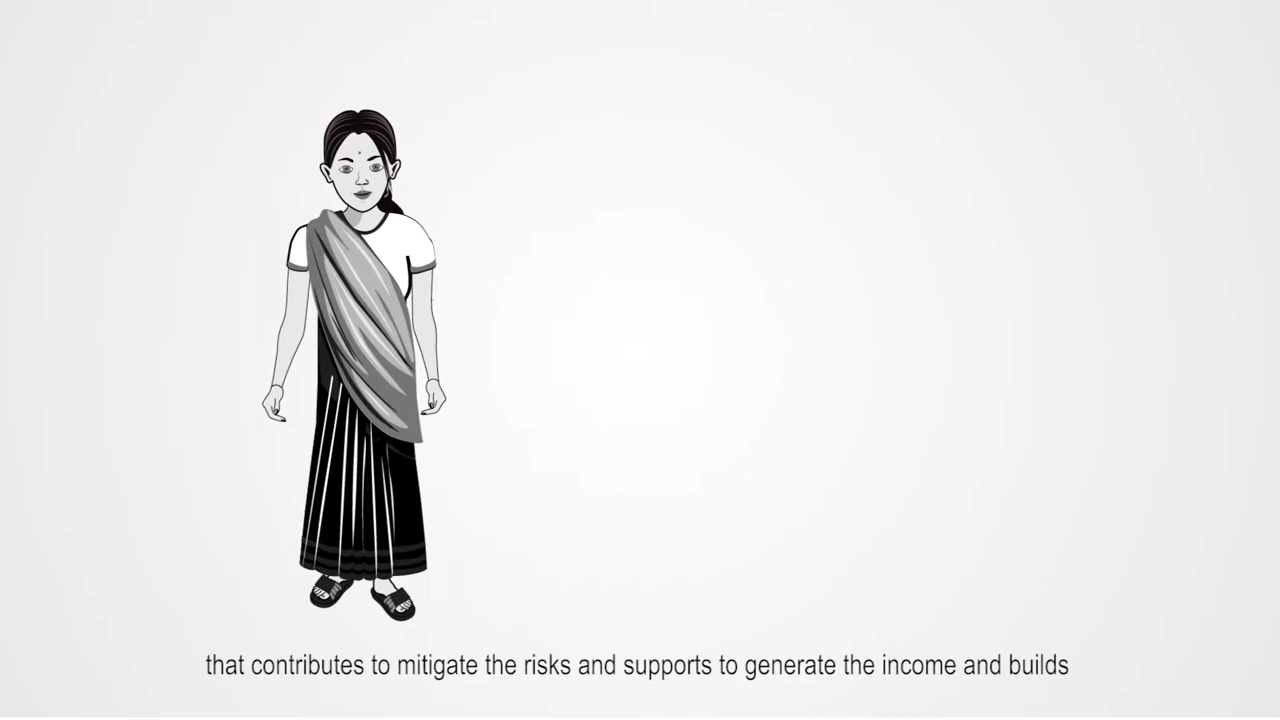 that contributes to mitigate the risks and supports to generate the income and builds